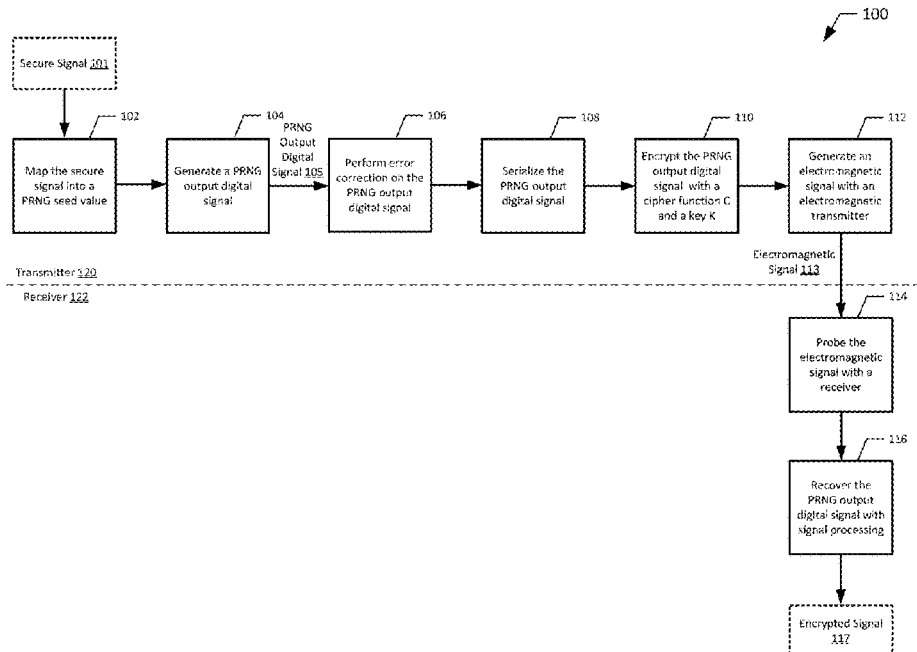 100
Secure Signal 101
102
Map the secure
signal into a
PRNG seed value
104
Generate a PRNG
output digital
signal
PRNG
Output
Digital
Signal 105
106
Perform error
correction on the
PRNG output
digital signal
108
Serialize the
PRNG output
digital signal
110
Encrypt the PRNG
output digital
signal with a
cipher function C
and a key K
112
Generate an
electromagnetic
signal with an
electromagnetic
transmitter
Electromagnetic
Signal 113
Transmitter 120
Receiver 122
114
Probe the
electromagnetic
signal with a
receiver
116
Recover the
PRNG output
digital signal with
signal processing
Encrypted Signal
117